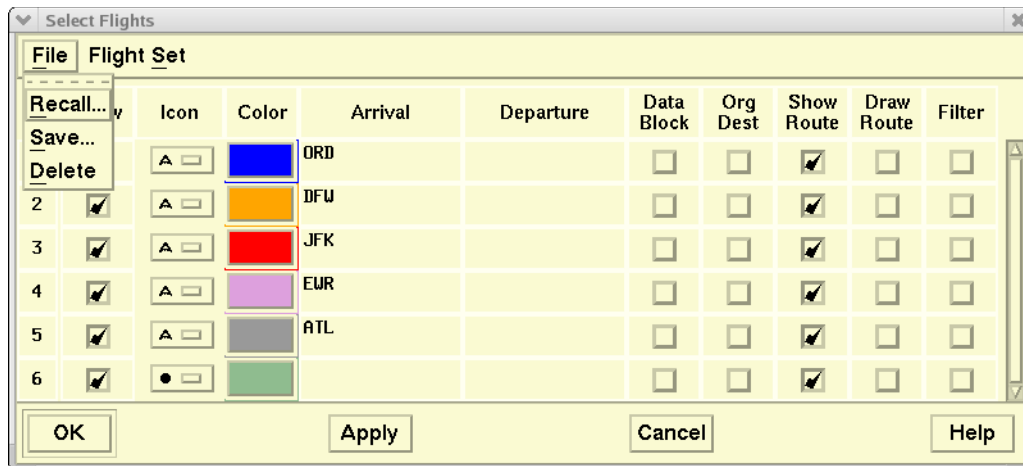 Select Flights
File Flight Set
Recall...
Save...
Delete
w Icon Color Arrival Departure Data Block Org Dest Show Route Draw Route Filter
A ORD
2 A DFW
3 A JFK
4 A EWR
5 A ATL
6
OK Apply Cancel Help